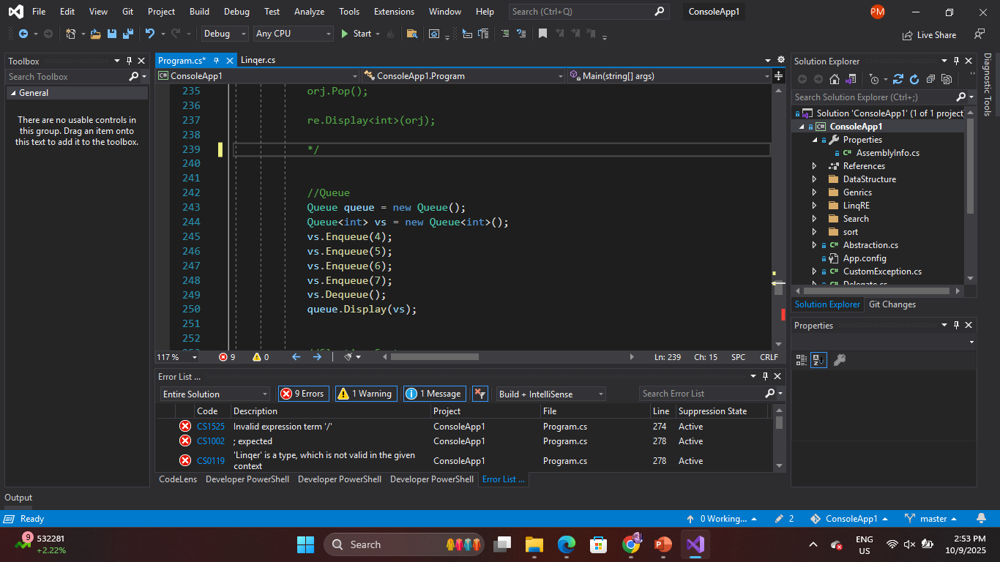 File Edit View Git Project Build Debug Test Analyze Tools Extensions Window Help Search (Ctrl+Q) ConsoleApp1 PM
Debug Any CPU Start Live Share
Toolbox
Search Toolbox
General
There are no usable controls in
this group. Drag an item onto
this text to add it to the toolbox.
Program.cs* Linqer.cs
C# ConsoleApp1 ConsoleApp1.Program Main(string[] args)
235 orj.Pop();
236
237 re.Display<int>(orj);
238
239 */
240
241
242 //Queue
243 Queue queue = new Queue();
244 Queue<int> vs = new Queue<int>();
245 vs.Enqueue(4);
246 vs.Enqueue(5);
247 vs.Enqueue(6);
248 vs.Enqueue(7);
249 vs.Dequeue();
250 queue.Display(vs);
251
252
117 % 9 0 Ln: 239 Ch: 15 SPC CRLF
Error List ...
Entire Solution 9 Errors 1 Warning 1 Message Build + IntelliSense Search Error List
Code Description Project File Line Suppression State
CS1525 Invalid expression term '/' ConsoleApp1 Program.cs 274 Active
CS1002 ; expected ConsoleApp1 Program.cs 278 Active
CS0119 'Linqer' is a type, which is not valid in the given
context ConsoleApp1 Program.cs 278 Active
CodeLens Developer PowerShell Developer PowerShell Developer PowerShell Error List ...
Solution Explorer
Search Solution Explorer (Ctrl+;)
Solution 'ConsoleApp1' (1 of 1 project
C# ConsoleApp1
Properties
C# AssemblyInfo.cs
References
DataStructure
Genrics
LinqRE
Search
sort
C# Abstraction.cs
App.config
C# CustomException.cs
C# Delegate.cs
Solution Explorer Git Changes
Properties
Diagnostic Tools
Output
Ready 0 Working... 2 ConsoleApp1 master
9 532281
+2.22%
Search
ENG
US
2:53 PM
10/9/2025